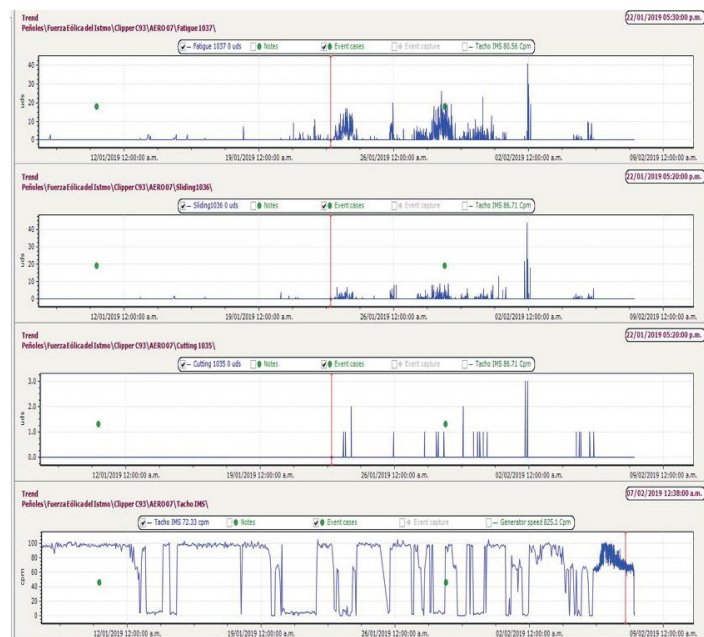 Trend
22/01/2019 05:30:00 p.m.
Peñoles\Fuerza Eólica del Istmo\Clipper C93\AERO 07\Fatigue 1037\
Fatigue 1037 0 uds Notes Event cases Event capture Tacho IMS 80.56 Cpm
uds
40
30
20
10
0
12/01/2019 12:00:00 a.m. 19/01/2019 12:00:00 a.m. 26/01/2019 12:00:00 a.m. 02/02/2019 12:00:00 a.m. 09/02/2019 12:00:00 a.m.
Trend
22/01/2019 05:20:00 p.m.
Peñoles\Fuerza Eólica del Istmo\Clipper C93\AERO 07\Sliding1036\
Sliding1036 0 uds Notes Event cases Event capture Tacho IMS 86.71 Cpm
uds
40
20
0
12/01/2019 12:00:00 a.m. 19/01/2019 12:00:00 a.m. 26/01/2019 12:00:00 a.m. 02/02/2019 12:00:00 a.m. 09/02/2019 12:00:00 a.m.
Trend
22/01/2019 05:20:00 p.m.
Peñoles\Fuerza Eólica del Istmo\Clipper C93\AERO 07\Cutting 1035\
Cutting 1035 0 uds Notes Event cases Event capture Tacho IMS 86.71 Cpm
uds
3.0
2.0
1.0
0.0
12/01/2019 12:00:00 a.m. 19/01/2019 12:00:00 a.m. 26/01/2019 12:00:00 a.m. 02/02/2019 12:00:00 a.m. 09/02/2019 12:00:00 a.m.
Trend
07/02/2019 12:38:00 a.m.
Peñoles\Fuerza Eólica del Istmo\Clipper C93\AERO 07\Tacho IMS\
Tacho IMS 72.33 cpm Notes Event cases Event capture Generator speed 825.1 Cpm
cpm
100
80
60
40
20
0
12/01/2019 12:00:00 a.m. 19/01/2019 12:00:00 a.m. 26/01/2019 12:00:00 a.m. 02/02/2019 12:00:00 a.m. 09/02/2019 12:00:00 a.m.